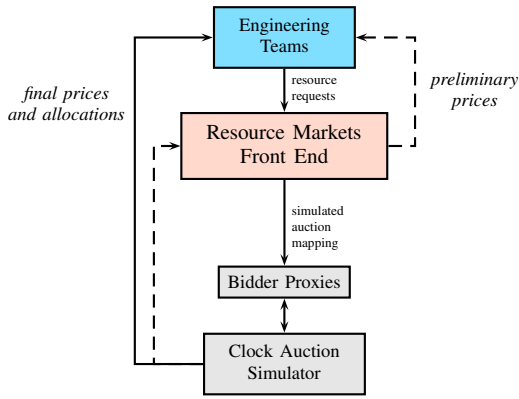 Engineering
Teams
final prices
and allocations
resource
requests
preliminary
prices
Resource Markets
Front End
simulated
auction
mapping
Bidder Proxies
Clock Auction
Simulator